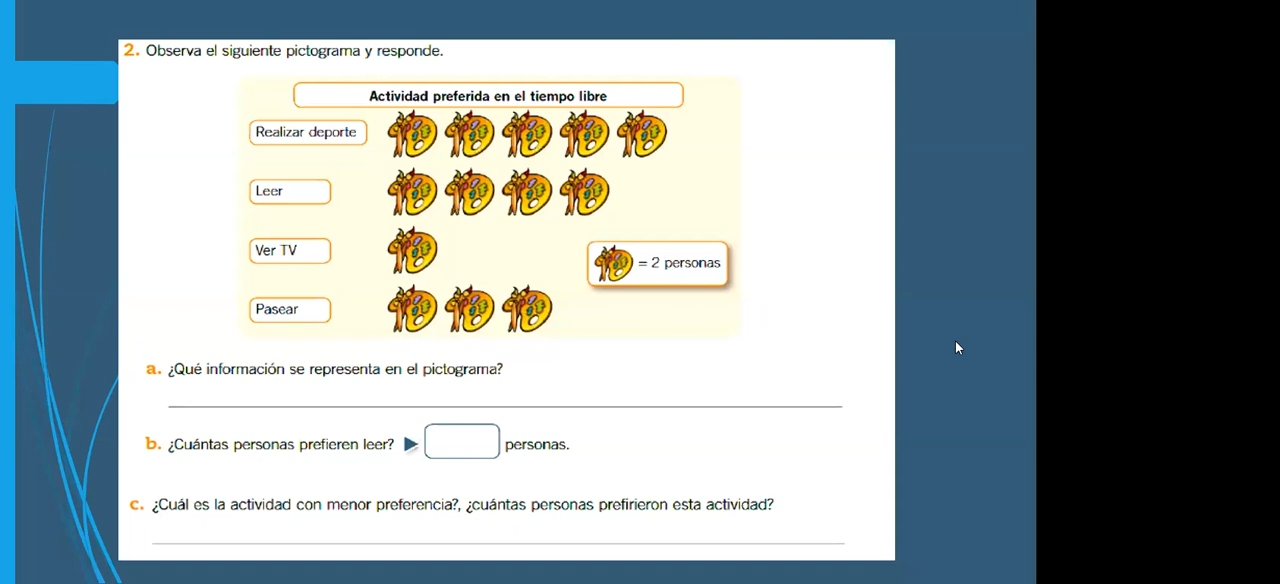 2. Observa el siguiente pictograma y responde.
Actividad preferida en el tiempo libre
Realizar deporte
Leer
Ver TV
= 2 personas
Pasear
a. ¿Qué información se representa en el pictograma?
b. ¿Cuántas personas prefieren leer? ▶ personas.
c. ¿Cuál es la actividad con menor preferencia?, ¿cuántas personas prefirieron esta actividad?